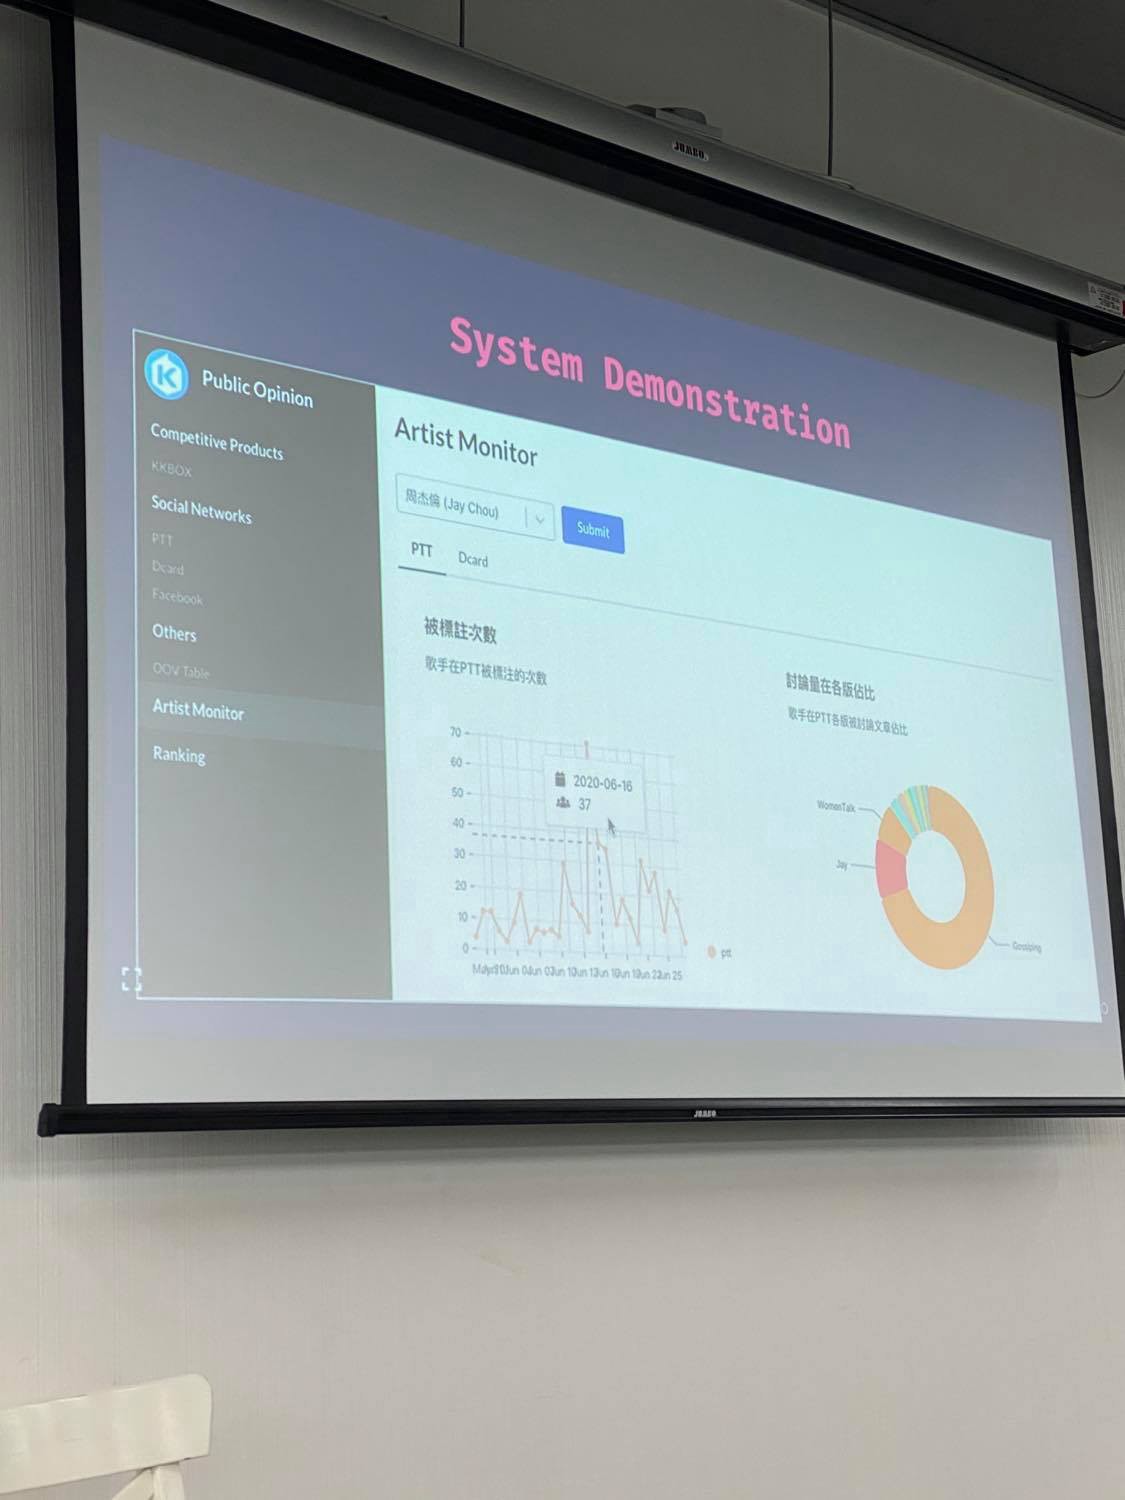 JUMBO
System Demonstration
Public Opinion
Competitive Products
KKBOX
Social Networks
PTT
Dcard
Facebook
Others
OOV Table
Artist Monitor
Ranking
Artist Monitor
周杰倫 (Jay Chou)
Submit
PTT
Dcard
被標註次數
歌手在PTT被標注的次數
70
60
50
40
30
20
10
0
2020-06-16
37
ptt
討論量在各版佔比
歌手在PTT各版被討論文章佔比
WomenTalk
Jay
Gossiping
JUMBO